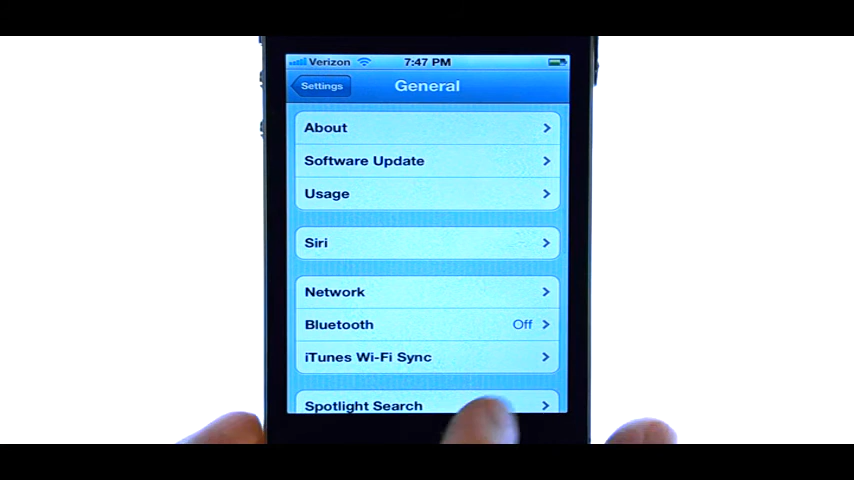 Verizon 7:47 PM
Settings General
About
Software Update
Usage
Siri
Network
Bluetooth Off
iTunes Wi-Fi Sync
Spotlight Search